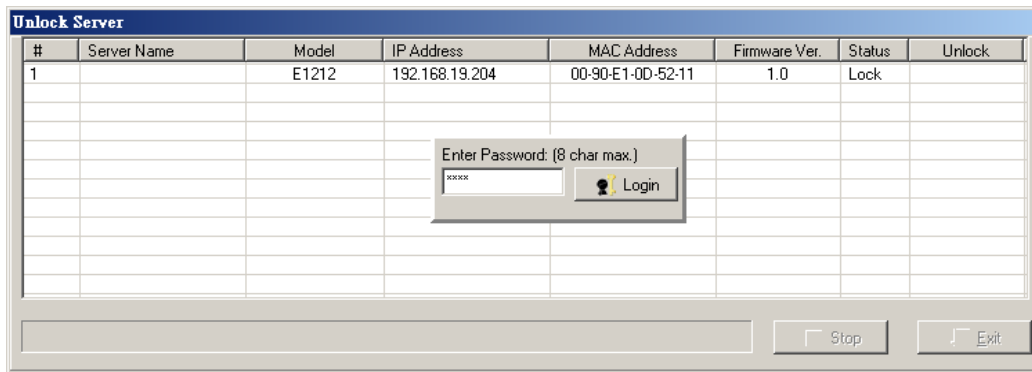 Unlock Server
# Server Name Model IP Address MAC Address Firmware Ver. Status Unlock
1 E1212 192.168.19.204 00-90-E1-0D-52-11 1.0 Lock
Enter Password: (8 char max.)
xxxx Login
Stop Exit